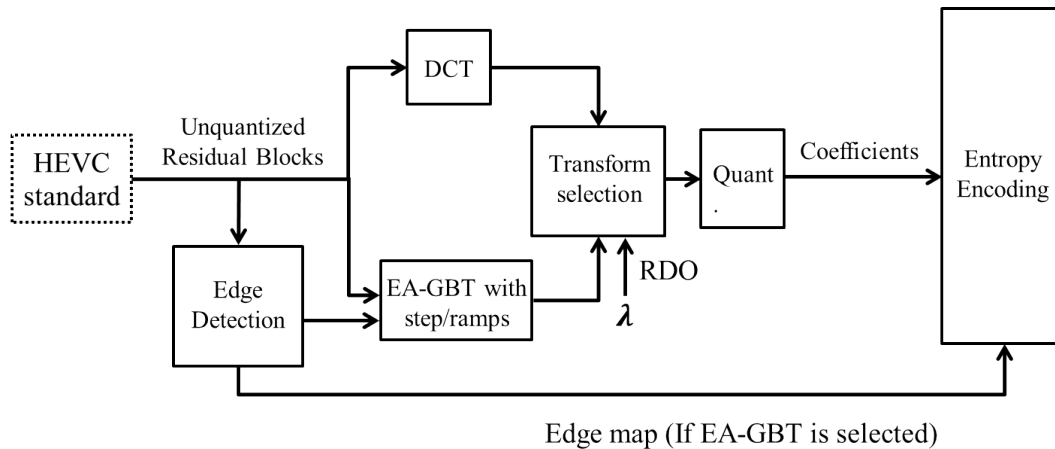 DCT
Unquantized
Residual Blocks
HEVC
standard
Transform
selection
Quant
.
Coefficients
Entropy
Encoding
Edge
Detection
EA-GBT with
step/ramps
RDO
λ
Edge map (If EA-GBT is selected)